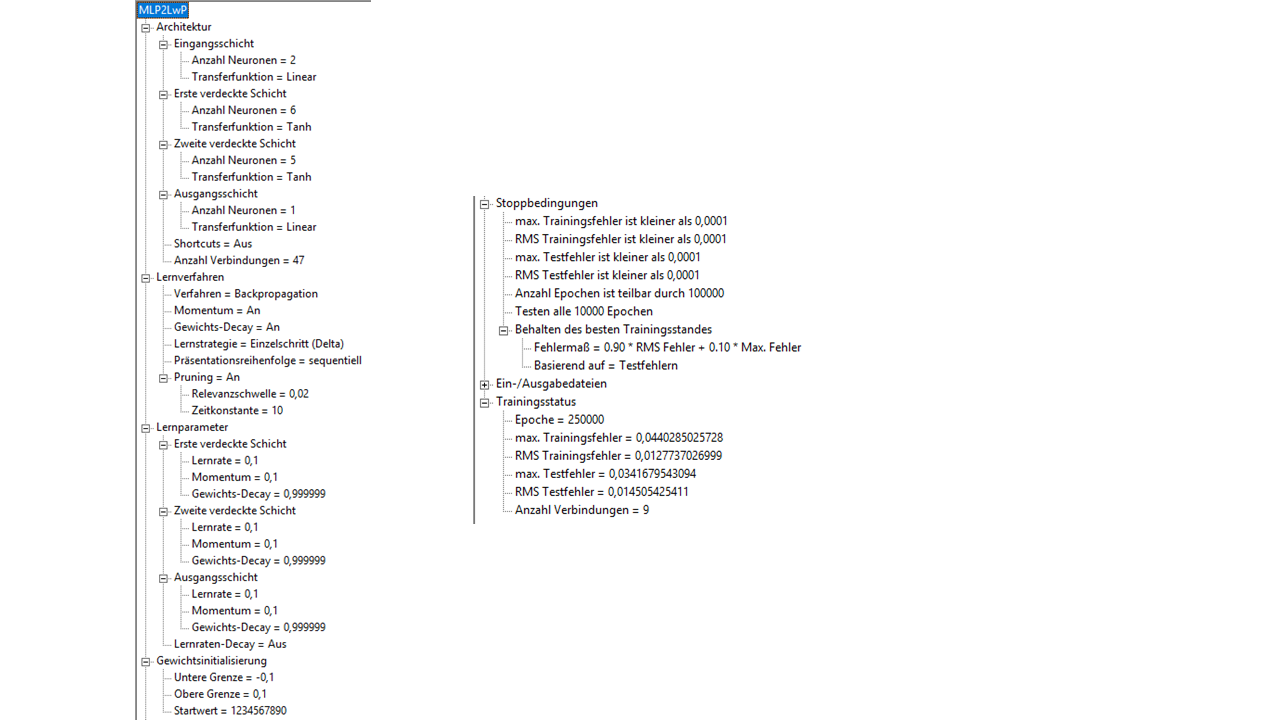 MLP2LwP
Architektur
Eingangsschicht
Anzahl Neuronen = 2
Transferfunktion = Linear
Erste verdeckte Schicht
Anzahl Neuronen = 6
Transferfunktion = Tanh
Zweite verdeckte Schicht
Anzahl Neuronen = 5
Transferfunktion = Tanh
Ausgangsschicht
Anzahl Neuronen = 1
Transferfunktion = Linear
Shortcuts = Aus
Anzahl Verbindungen = 47
Lernverfahren
Verfahren = Backpropagation
Momentum = An
Gewichts-Decay = An
Lernstrategie = Einzelschritt (Delta)
Präsentationsreihenfolge = sequentiell
Pruning = An
Relevanzschwelle = 0,02
Zeitkonstante = 10
Lernparameter
Erste verdeckte Schicht
Lernrate = 0,1
Momentum = 0,1
Gewichts-Decay = 0,999999
Zweite verdeckte Schicht
Lernrate = 0,1
Momentum = 0,1
Gewichts-Decay = 0,999999
Ausgangsschicht
Lernrate = 0,1
Momentum = 0,1
Gewichts-Decay = 0,999999
Lernraten-Decay = Aus
Gewichtsinitialisierung
Untere Grenze = -0,1
Obere Grenze = 0,1
Startwert = 1234567890
Stoppbedingungen
max. Trainingsfehler ist kleiner als 0,0001
RMS Trainingsfehler ist kleiner als 0,0001
max. Testfehler ist kleiner als 0,0001
RMS Testfehler ist kleiner als 0,0001
Anzahl Epochen ist teilbar durch 100000
Testen alle 10000 Epochen
Behalten des besten Trainingsstandes
Fehlermaß = 0.90 * RMS Fehler + 0.10 * Max. Fehler
Basierend auf = Testfehlern
Ein-/Ausgabedateien
Trainingsstatus
Epoche = 250000
max. Trainingsfehler = 0,0440285025728
RMS Trainingsfehler = 0,0127737026999
max. Testfehler = 0,0341679543094
RMS Testfehler = 0,014505425411
Anzahl Verbindungen = 9